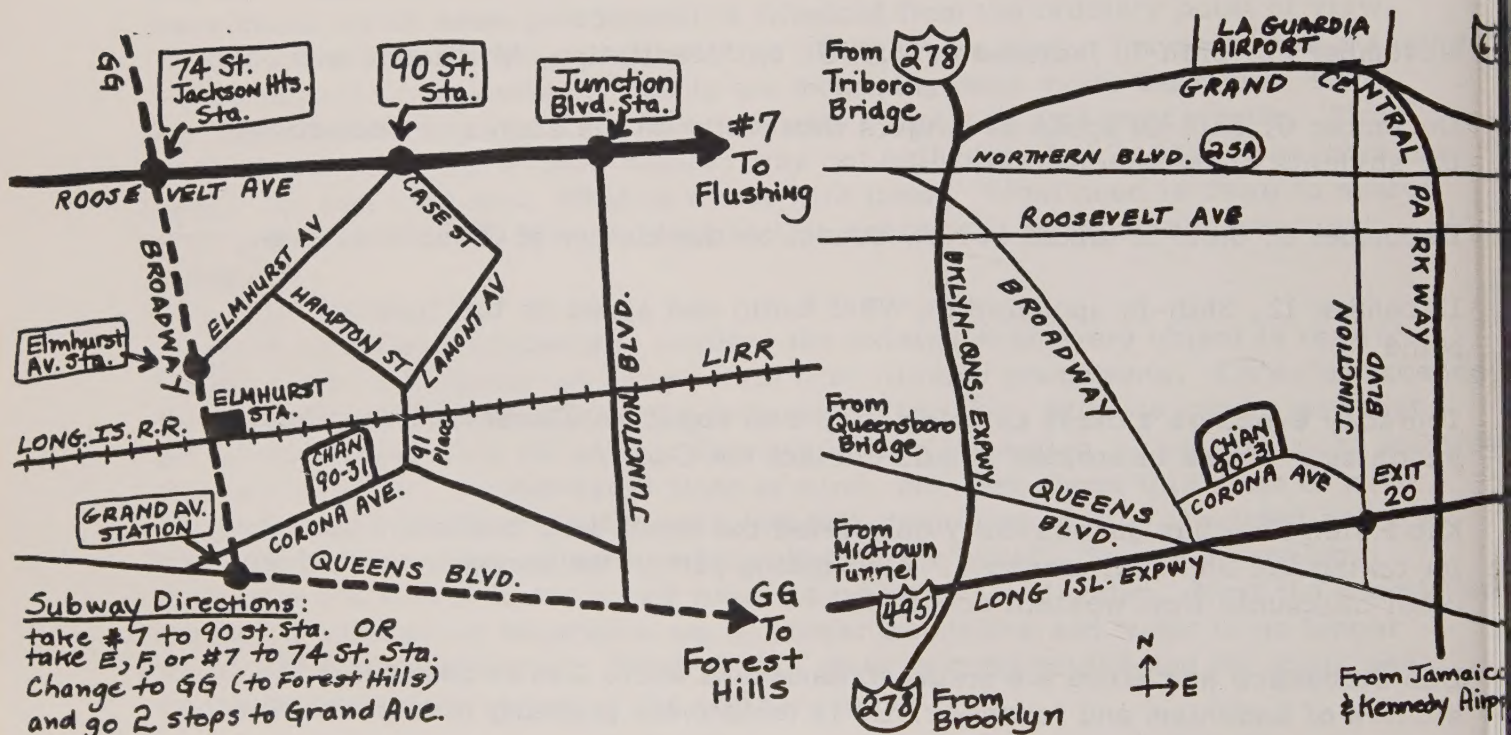 GG
74 St.
Jackson Hts.
Sta.
90 St.
Sta.
Junction
Blvd. Sta.
#7
To
Flushing
ROOSEVELT AVE
BROADWAY
ELMHURST AV
CASE ST
HAMPTON ST
LAMONT AV
JUNCTION BLVD.
Elmhurst
Av. Sta.
ELMHURST
STA.
LIRR
LONG. IS. R.R.
CHAN
90-31
91
Place
GRAND AV.
STATION
CORONA AVE.
QUEENS BLVD.
GG
To
Forest
Hills
Subway Directions:
take #7 to 90 St. Sta. OR
take E, F, or #7 to 74 St. Sta.
Change to GG (to Forest Hills)
and go 2 stops to Grand Ave.
From
Triboro
Bridge
278
LA GUARDIA
AIRPORT
GRAND CENTRAL PARKWAY
NORTHERN BLVD. 25A
ROOSEVELT AVE
BKLYN-QNS. EXPWY.
BROADWAY
JUNCTION
BLVD
From
Queensboro
Bridge
CHAN
90-31
CORONA AVE
EXIT
20
QUEENS
BLVD.
From
Midtown
Tunnel
495
LONG ISL. EXPWY
278
From
Brooklyn
N
E
From Jamaica
& Kennedy